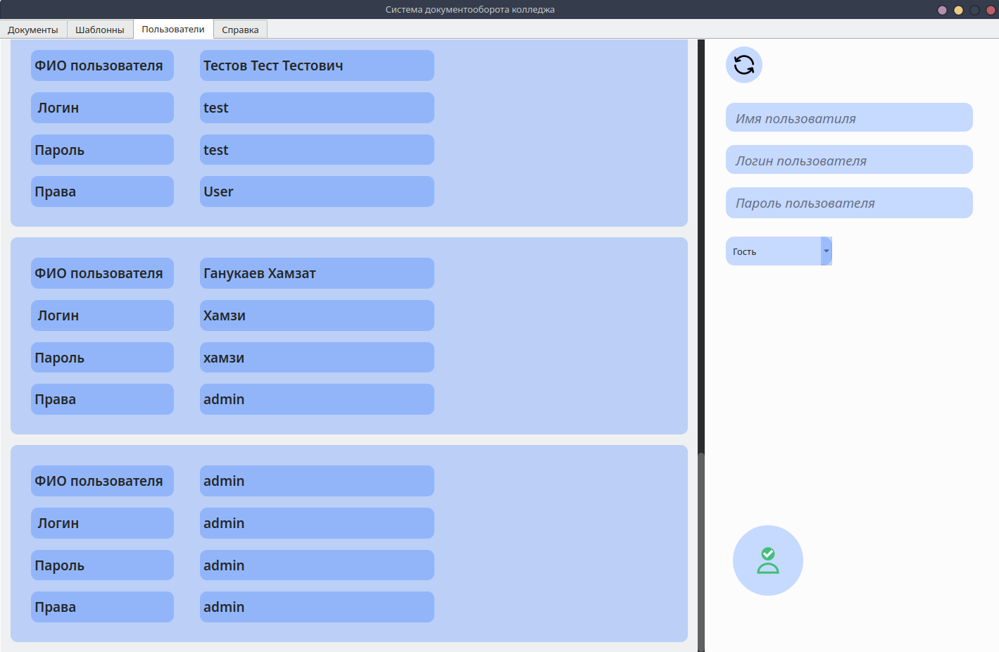 Система документооборота колледжа
Документы Шаблонны Пользователи Справка
ФИО пользователя Тестов Тест Тестович
Логин test
Пароль test
Права User
ФИО пользователя Ганукаев Хамзат
Логин Хамзи
Пароль хамзи
Права admin
ФИО пользователя admin
Логин admin
Пароль admin
Права admin
Имя пользоватиля
Логин пользователя
Пароль пользователя
Гость